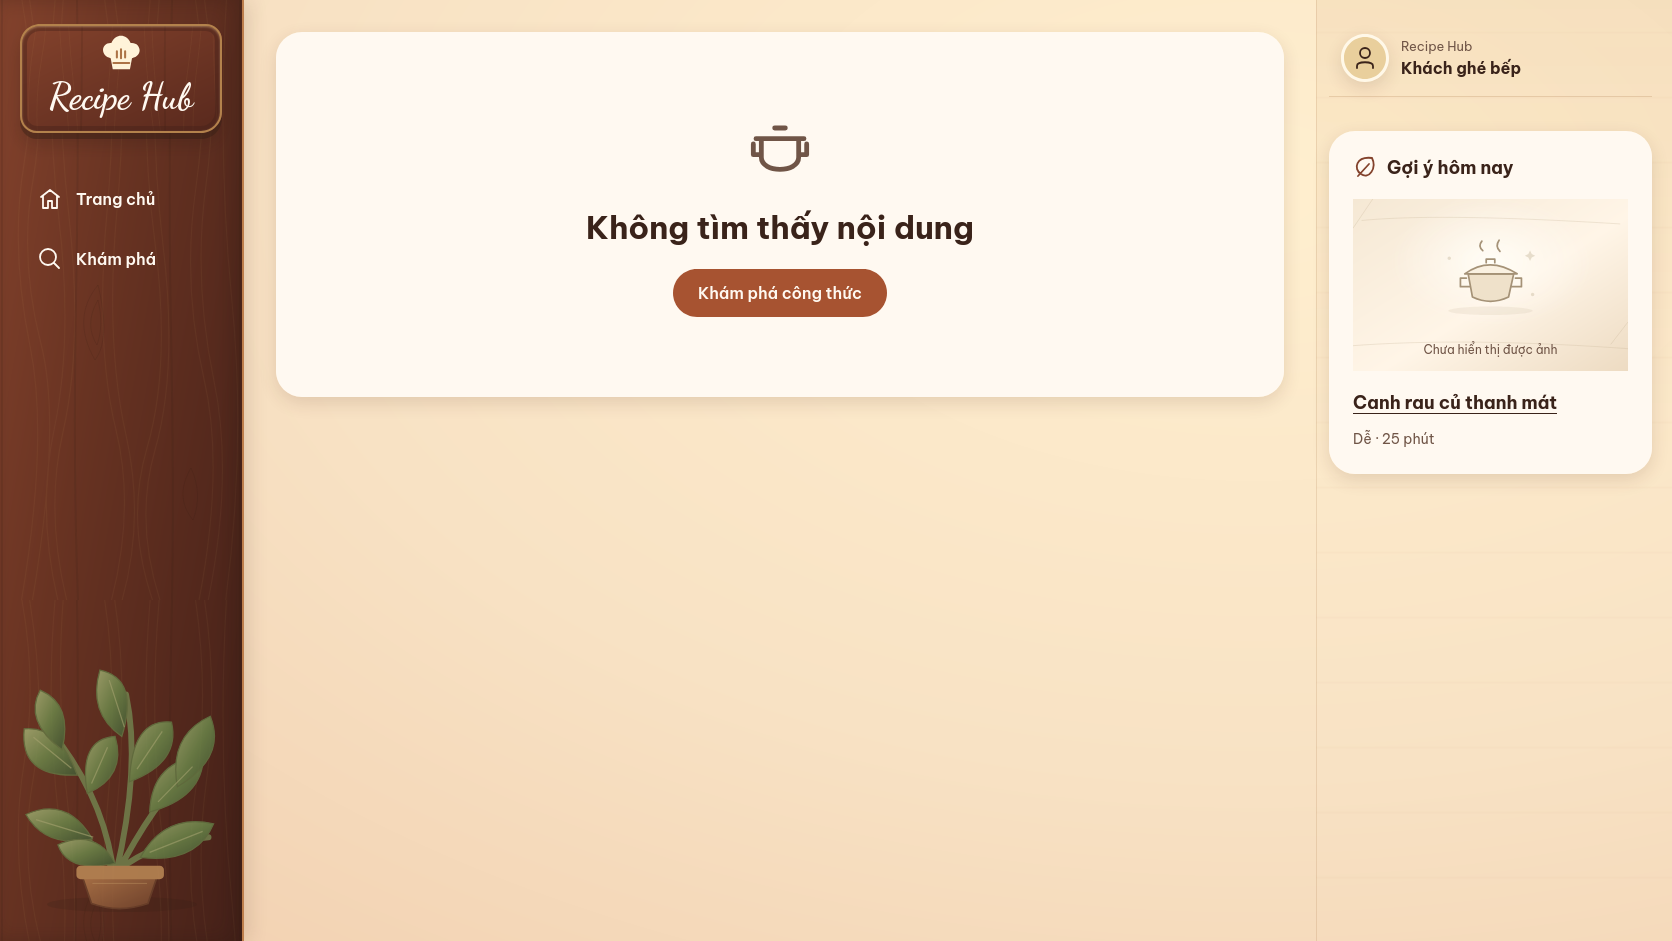 Recipe Hub
Trang chủ
Khám phá
Không tìm thấy nội dung
Khám phá công thức
Recipe Hub
Khách ghé bếp
Gợi ý hôm nay
Chưa hiển thị được ảnh
Canh rau củ thanh mát
Dễ · 25 phút